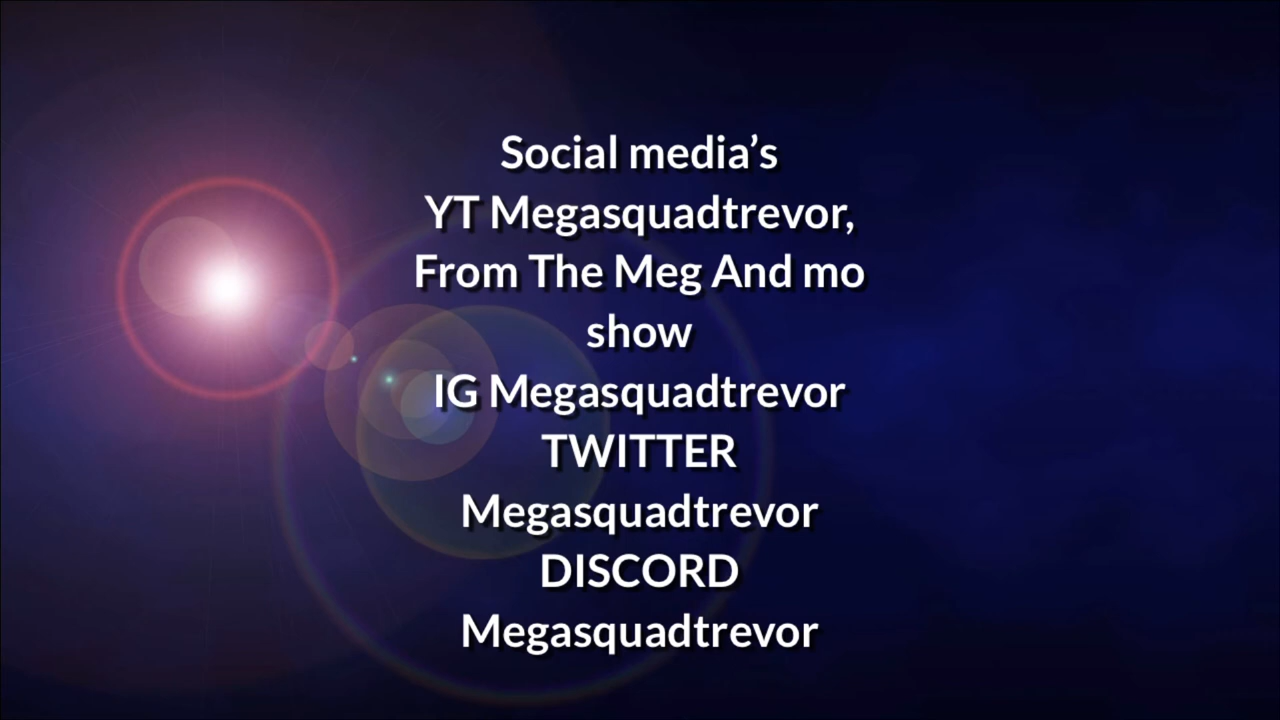 Social media’s
YT Megasquadtrevor,
From The Meg And mo
show
IG Megasquadtrevor
TWITTER
Megasquadtrevor
DISCORD
Megasquadtrevor